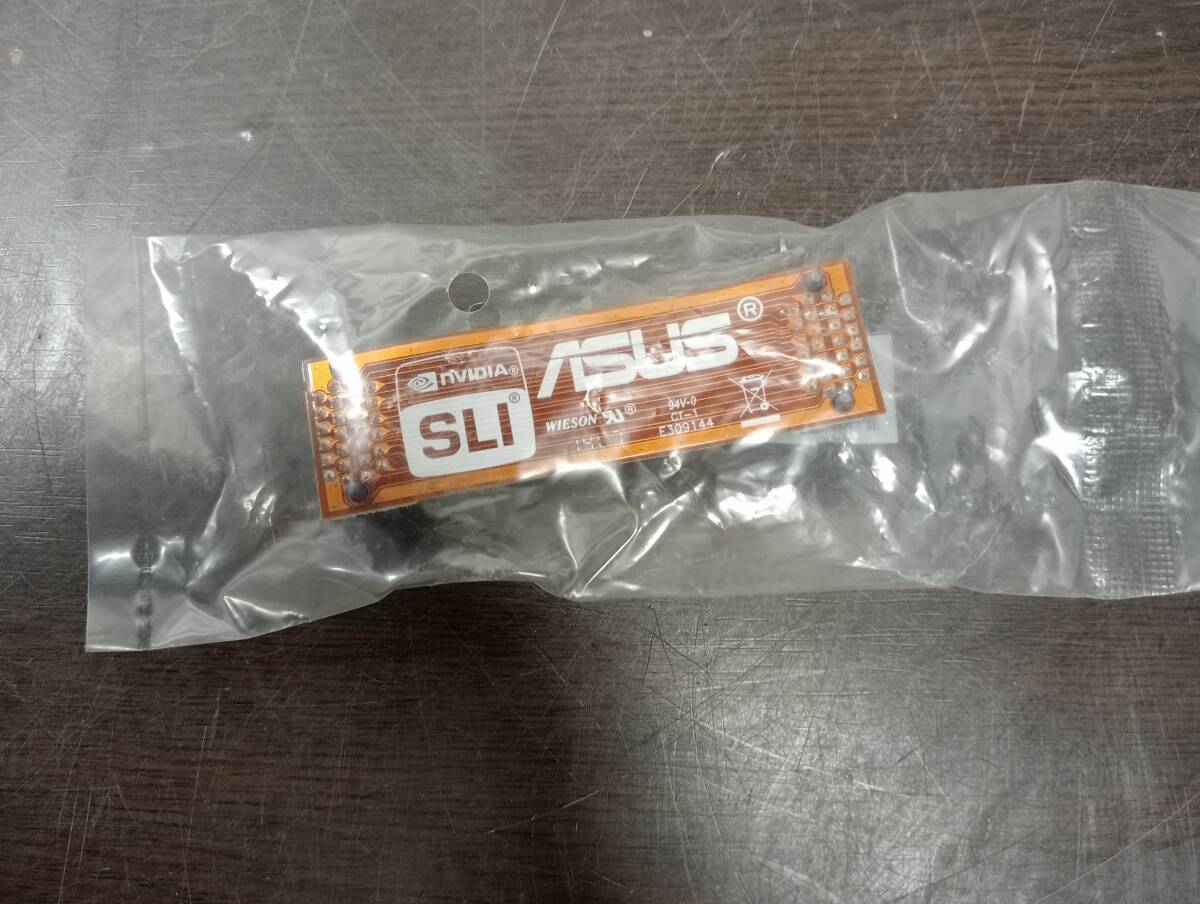 nVIDIA®
SLI®
ASUS®
WIESON
®
94V-0
CT-1
E309144